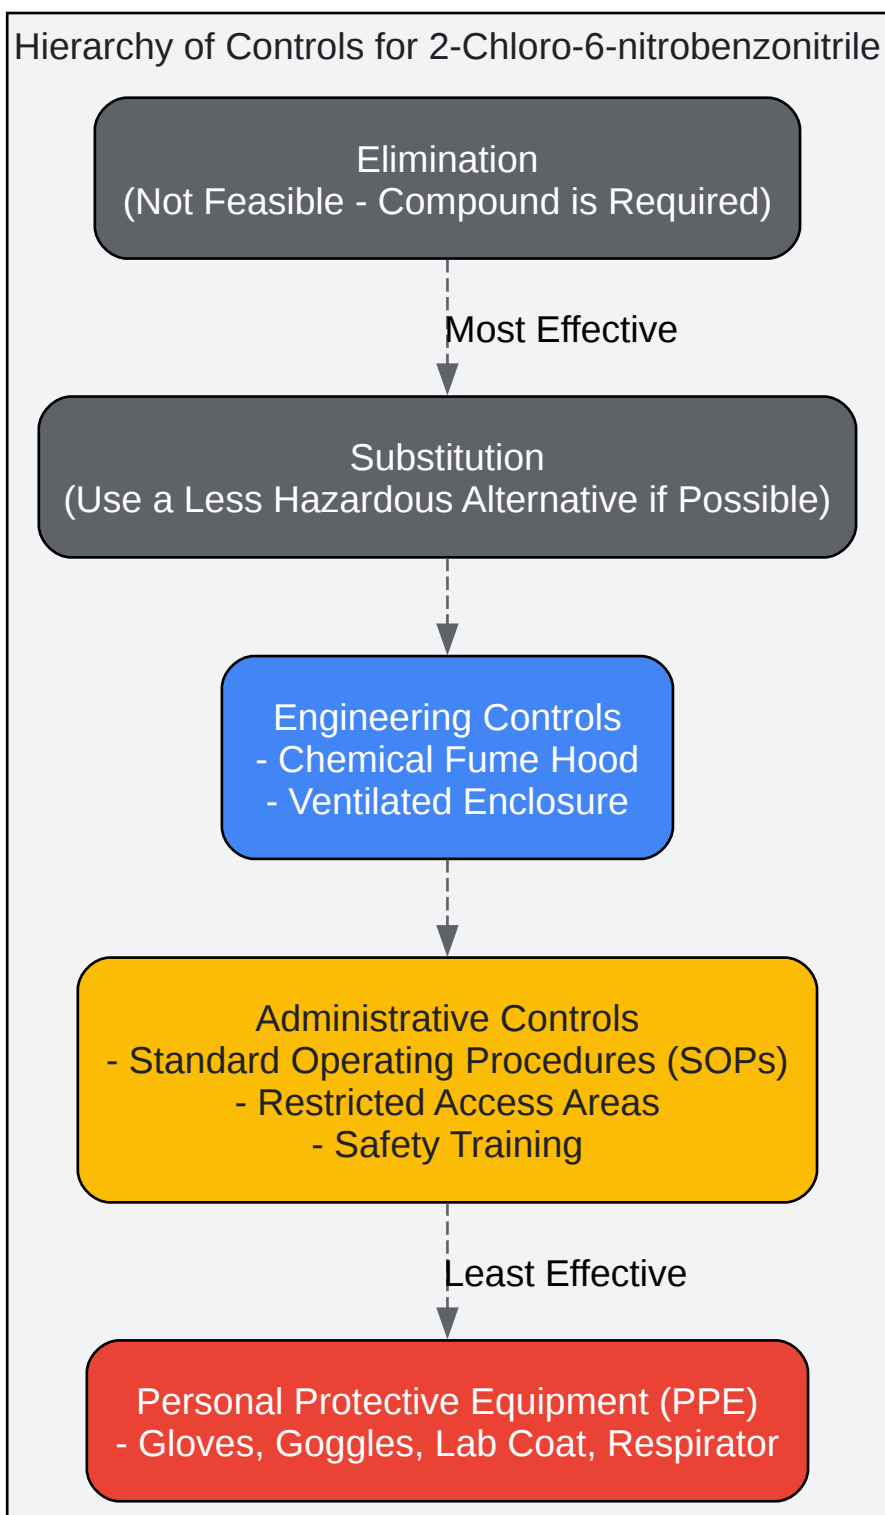 Hierarchy of Controls for 2-Chloro-6-nitrobenzonitrile
Elimination
(Not Feasible - Compound is Required)
Most Effective
Substitution
(Use a Less Hazardous Alternative if Possible)
Engineering Controls
- Chemical Fume Hood
- Ventilated Enclosure
Administrative Controls
- Standard Operating Procedures (SOPs)
- Restricted Access Areas
- Safety Training
Least Effective
Personal Protective Equipment (PPE)
- Gloves, Goggles, Lab Coat, Respirator